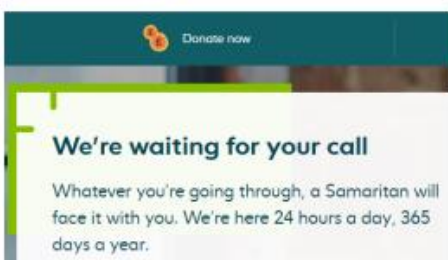 Donate now
We're waiting for your call
Whatever you're going through, a Samaritan will
face it with you. We're here 24 hours a day, 365
days a year.